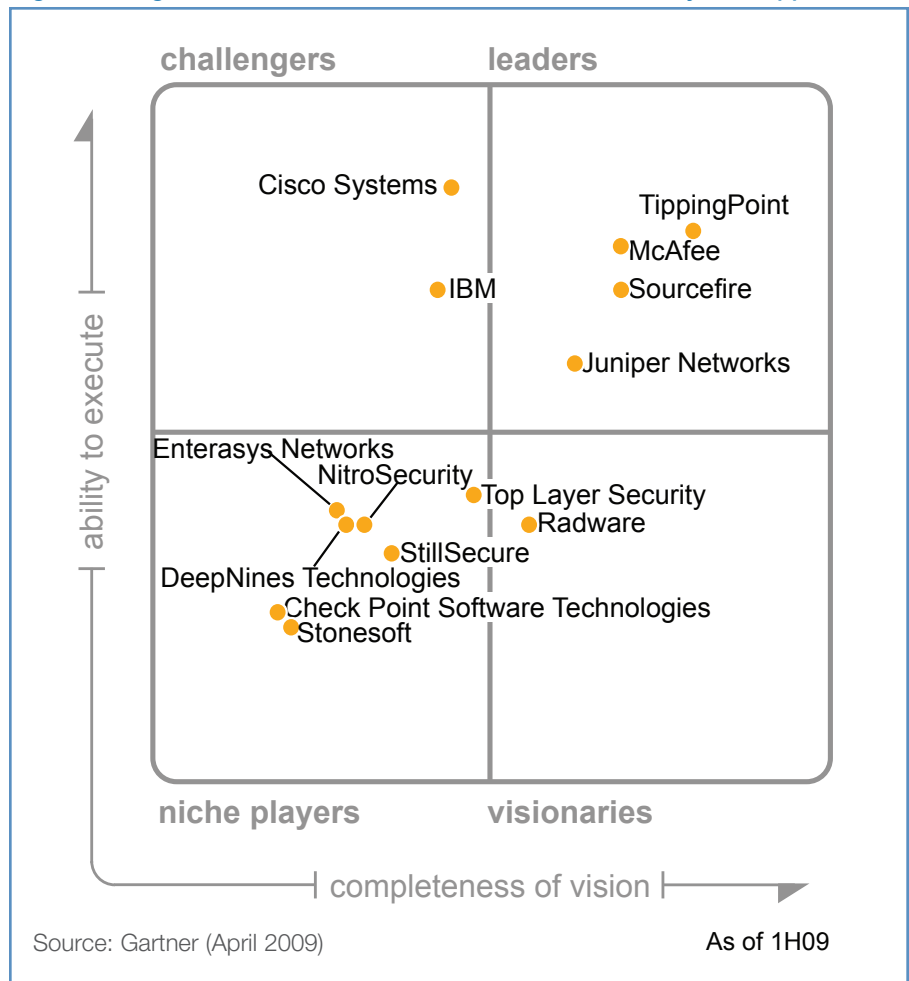 challengers
leaders
Cisco Systems
TippingPoint
McAfee
IBM
Sourcefire
Juniper Networks
ability to execute
Enterasys Networks
NitroSecurity
Top Layer Security
Radware
StillSecure
DeepNines Technologies
Check Point Software Technologies
Stonesoft
niche players
visionaries
completeness of vision
Source: Gartner (April 2009)
As of 1H09